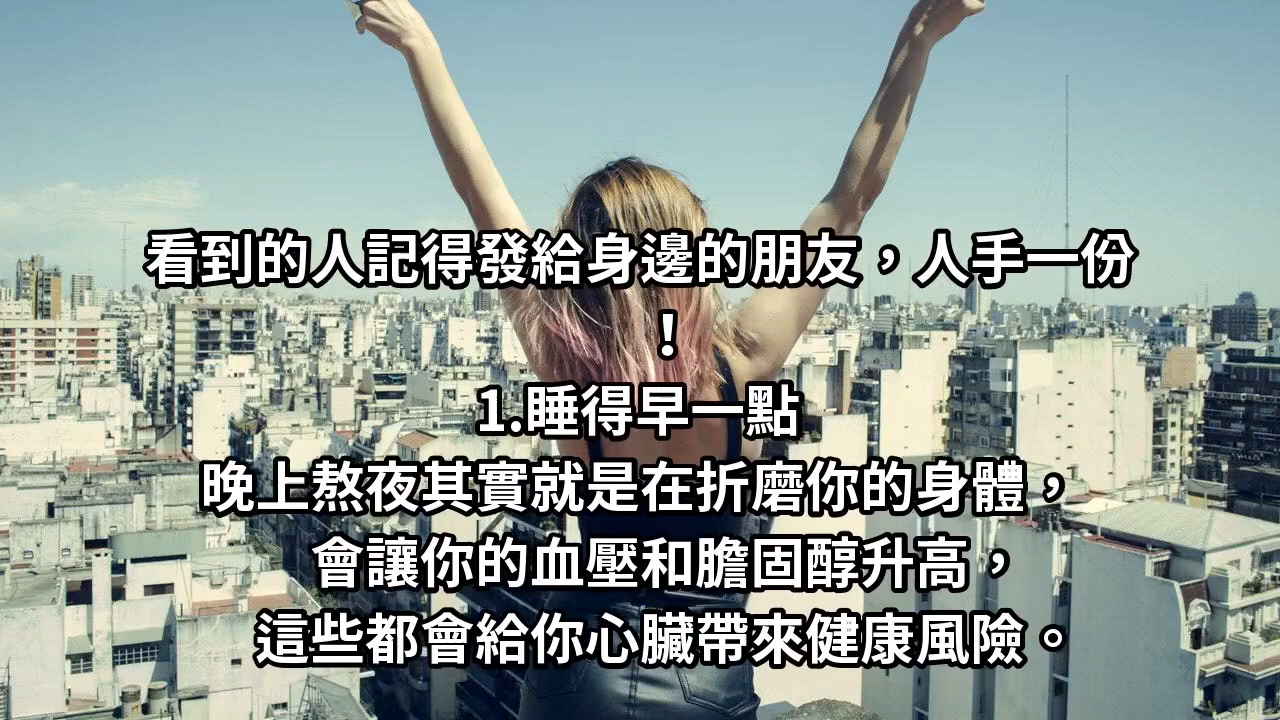 看到的人記得發給身邊的朋友，人手一份
！
1.睡得早一點
晚上熬夜其實就是在折磨你的身體，
會讓你的血壓和膽固醇升高，
這些都會給你心臟帶來健康風險。